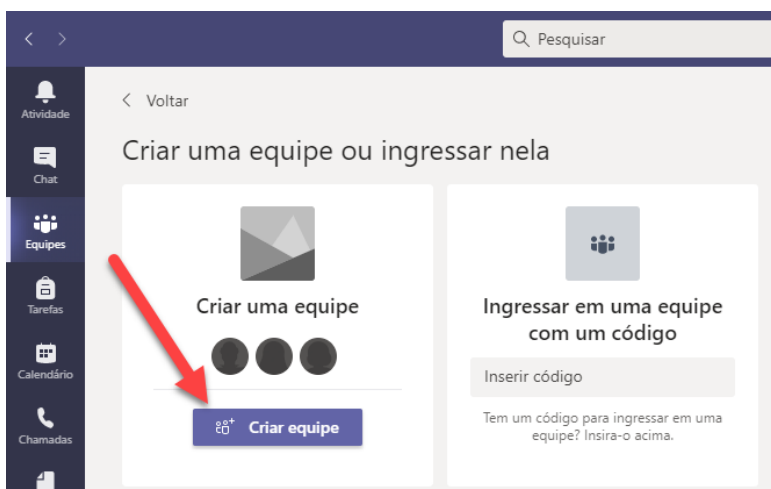 Pesquisar
Atividade
Chat
Equipes
Tarefas
Calendário
Chamadas
Voltar
Criar uma equipe ou ingressar nela
Criar uma equipe
Criar equipe
Ingressar em uma equipe
com um código
Inserir código
Tem um código para ingressar em uma
equipe? Insira-o acima.